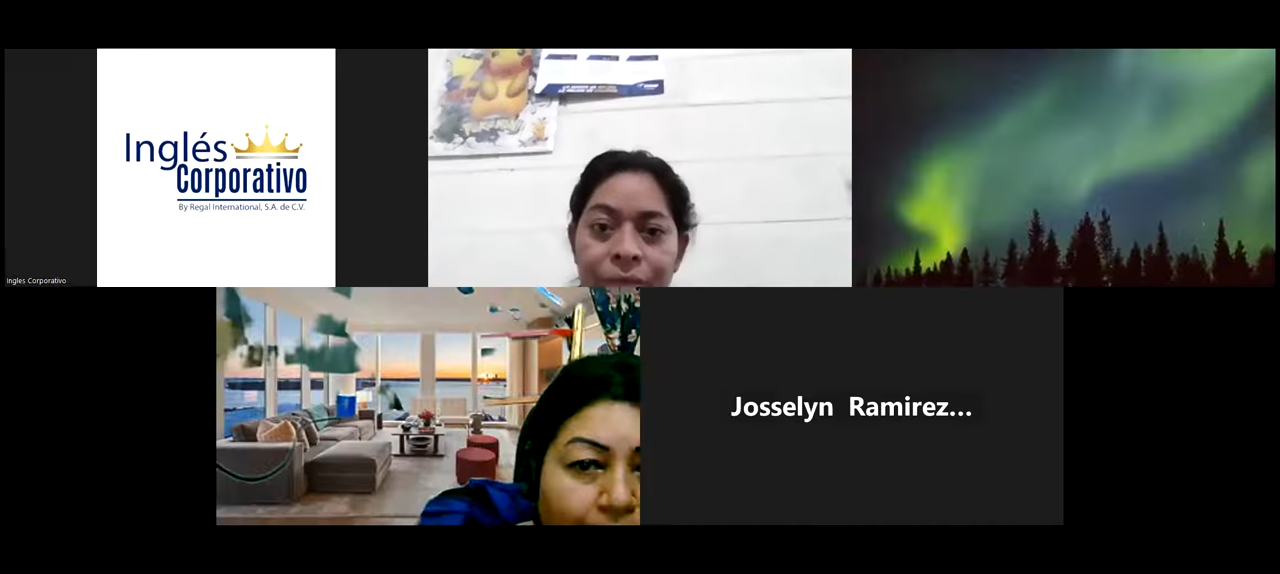 Inglés
Corporativo
By Regal International, S.A. de C.V.
Ingles Corporativo
Josselyn Ramirez...